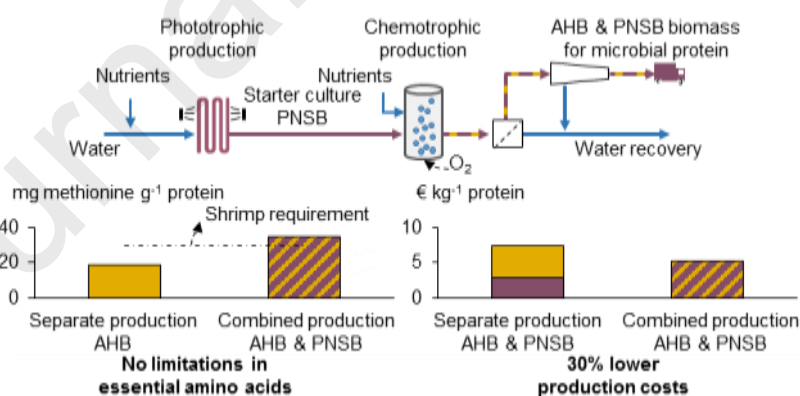 Phototrophic
production
Chemotrophic
production
AHB & PNSB biomass
for microbial protein
Nutrients
Nutrients
Starter culture
PNSB
Water
O₂
Water recovery
mg methionine g⁻¹ protein
Shrimp requirement
40
20
0
Separate production
AHB
Combined production
AHB & PNSB
No limitations in
essential amino acids
€ kg⁻¹ protein
10
5
0
Separate production
AHB & PNSB
Combined production
AHB & PNSB
30% lower
production costs